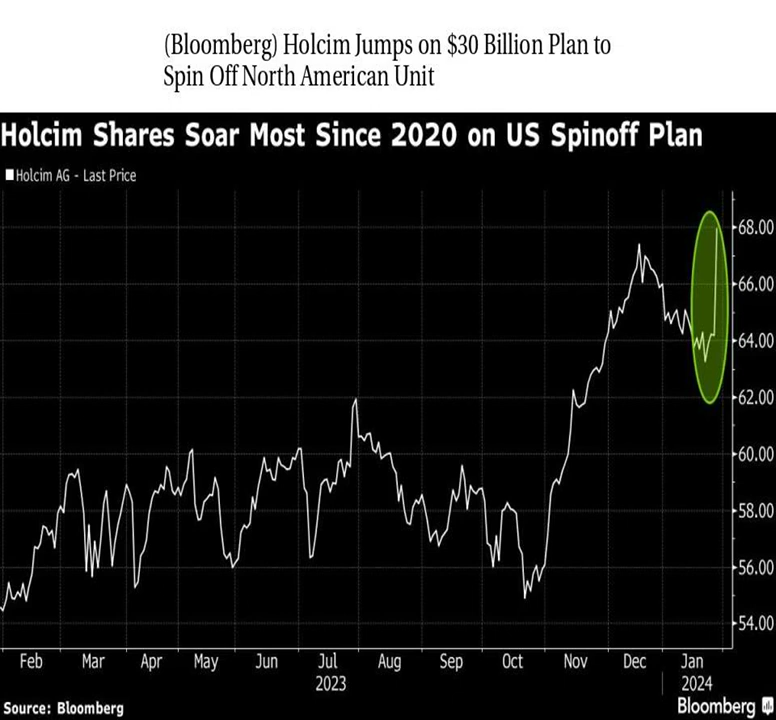 (Bloomberg) Holcim Jumps on $30 Billion Plan to
Spin Off North American Unit
Holcim Shares Soar Most Since 2020 on US Spinoff Plan
Holcim AG - Last Price
68.00
66.00
64.00
62.00
60.00
58.00
56.00
54.00
Feb Mar Apr May Jun Jul Aug Sep Oct Nov Dec Jan
2023 2024
Source: Bloomberg
Bloomberg